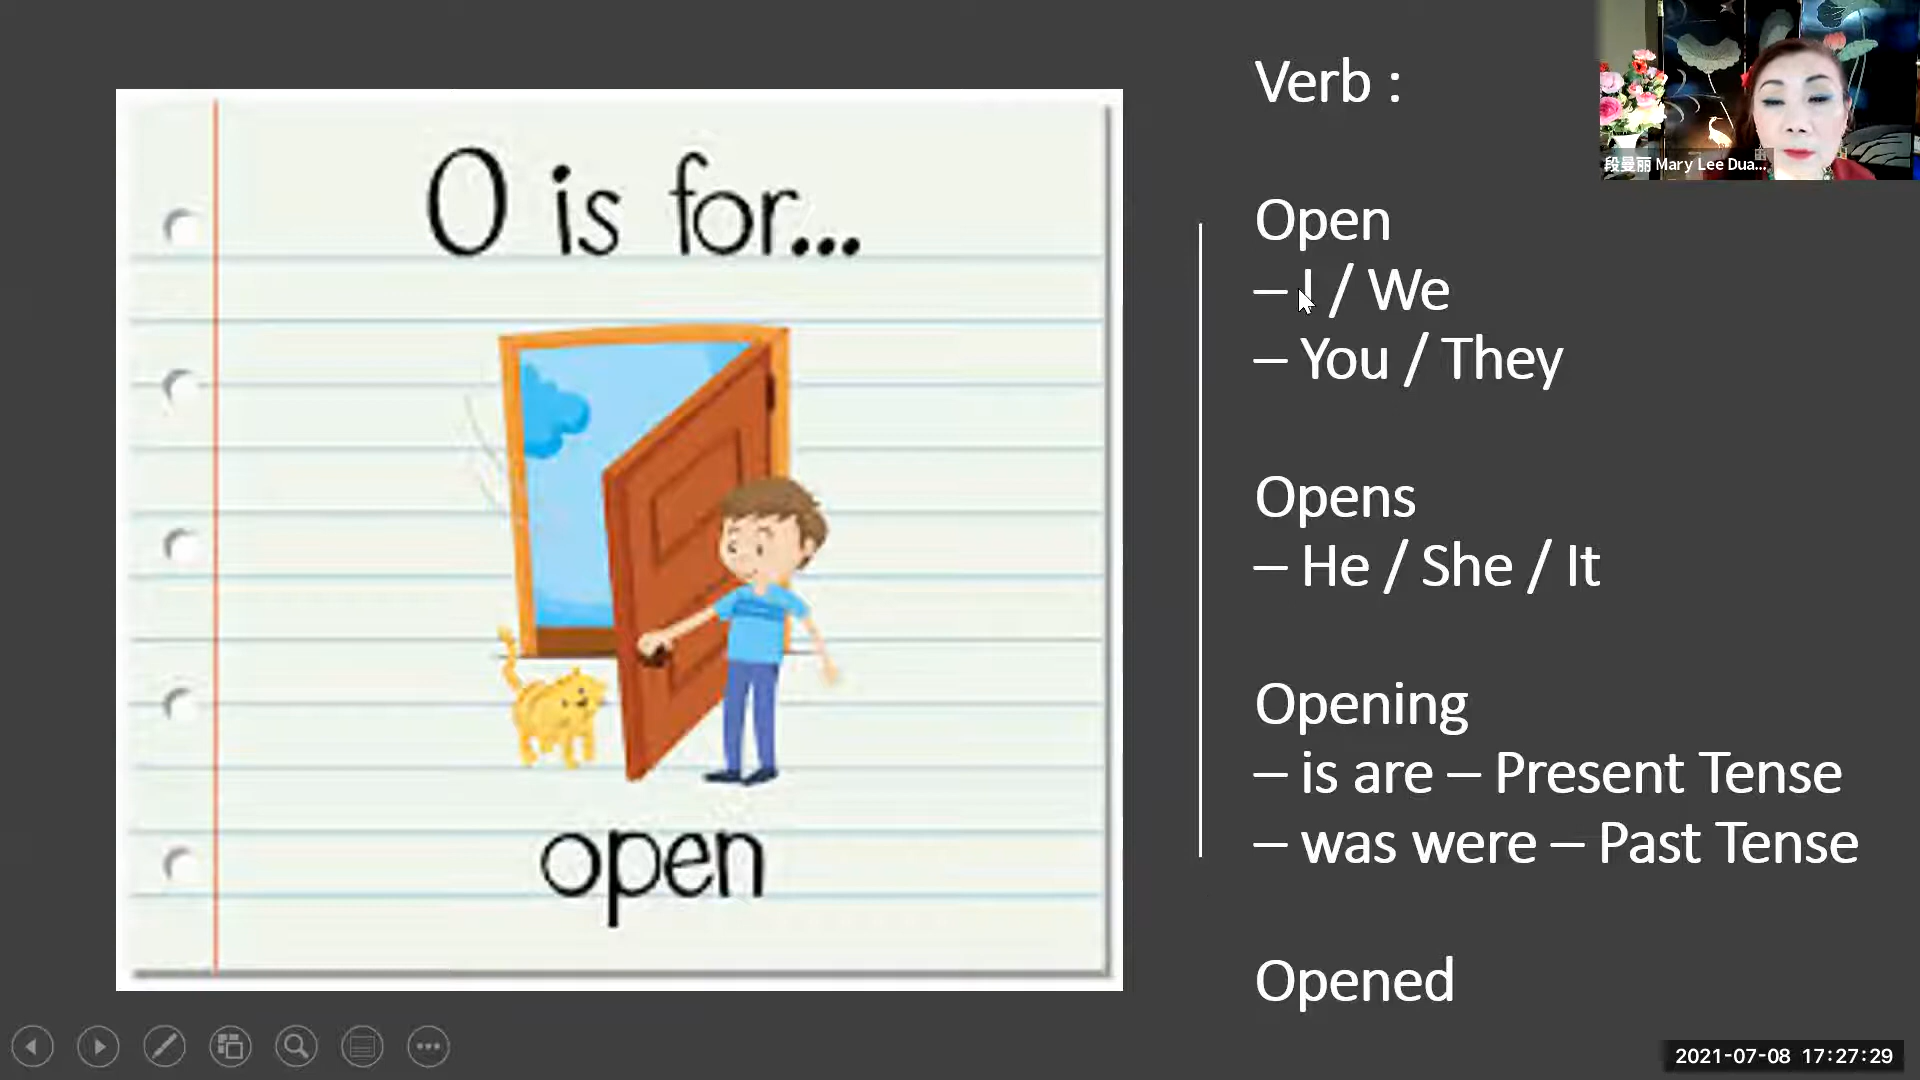 O is for...
open
Verb :
Open
– I / We
– You / They
Opens
– He / She / It
Opening
– is are – Present Tense
– was were – Past Tense
Opened
段曼丽 Mary Lee Dua...
2021-07-08 17:27:29